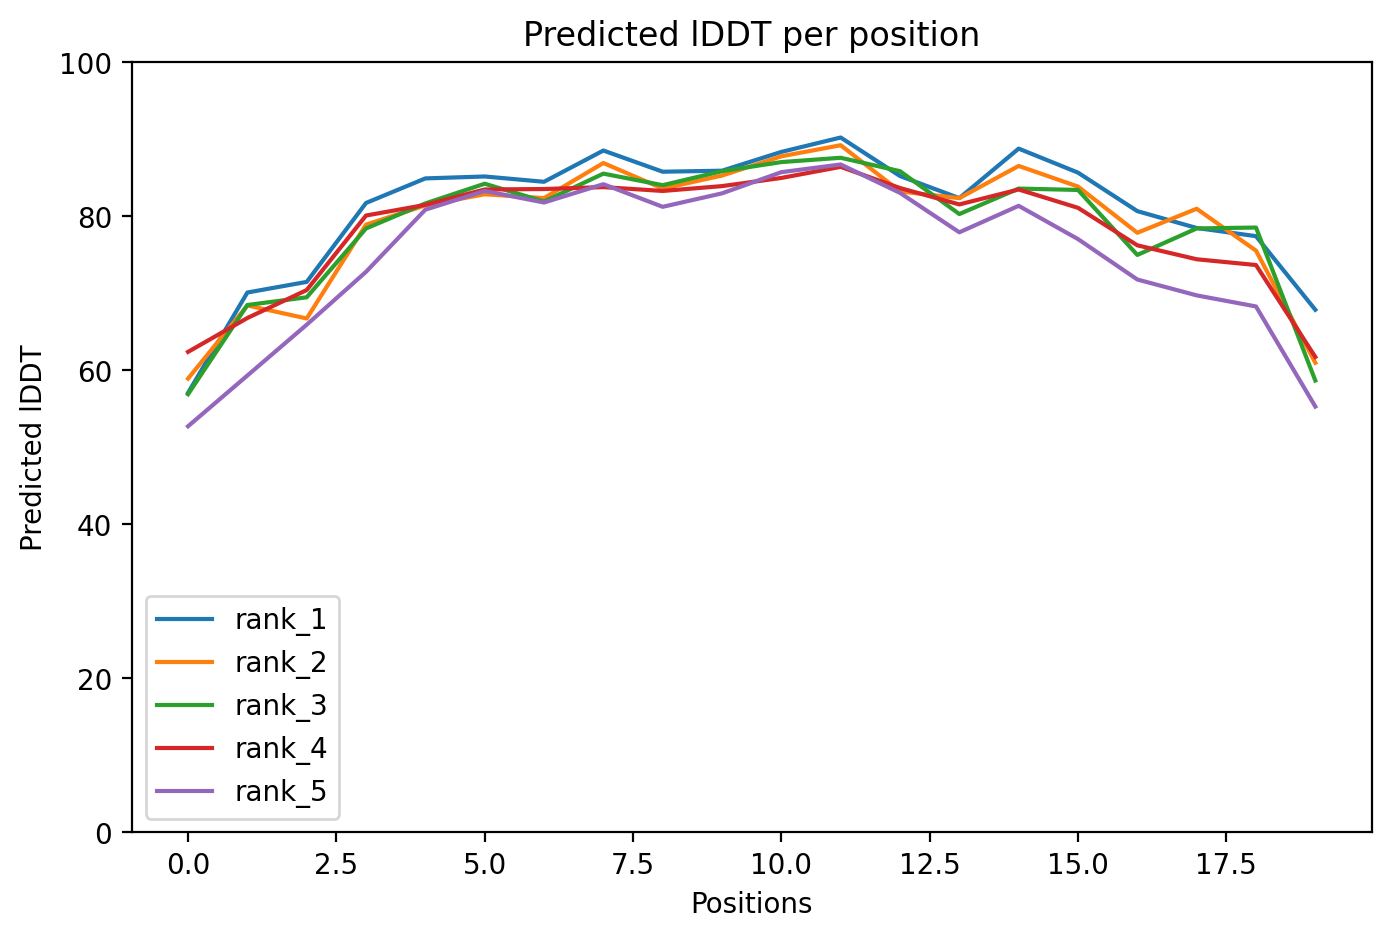 Predicted lDDT per position
100
80
60
40
20
0
Predicted lDDT
rank_1
rank_2
rank_3
rank_4
rank_5
0.0 2.5 5.0 7.5 10.0 12.5 15.0 17.5
Positions